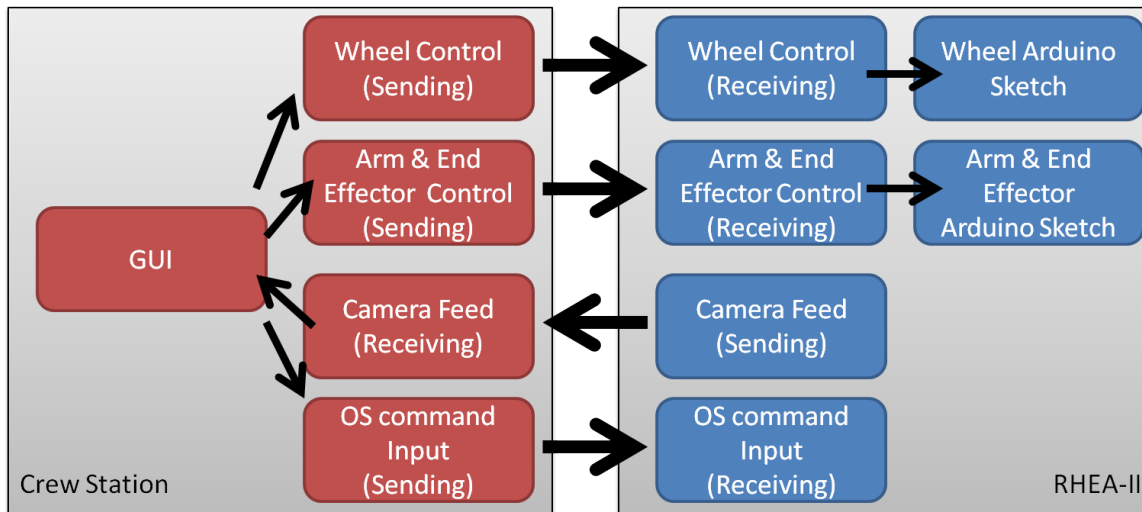 Wheel Control
(Sending)
Wheel Control
(Receiving)
Wheel Arduino
Sketch
Arm & End
Effector Control
(Sending)
Arm & End
Effector Control
(Receiving)
Arm & End
Effector
Arduino Sketch
GUI
Camera Feed
(Receiving)
Camera Feed
(Sending)
OS command
Input
(Sending)
OS command
Input
(Receiving)
Crew Station
RHEA-II